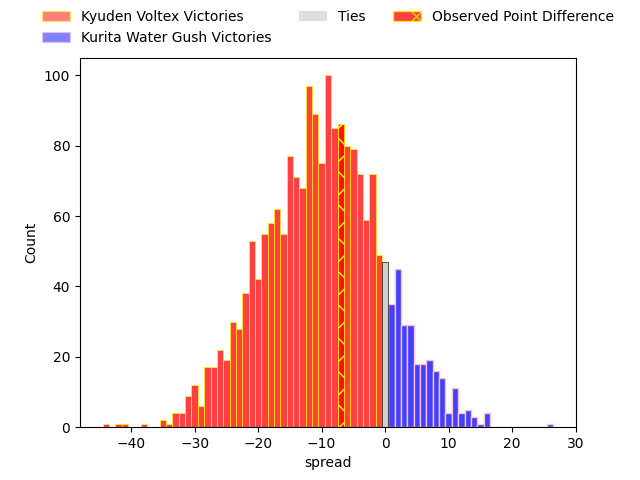 Kyuden Voltex Victories
Ties
Observed Point Difference
Kurita Water Gush Victories
100
80
60
40
20
0
Count
−40
−30
−20
−10
0
10
20
30
spread